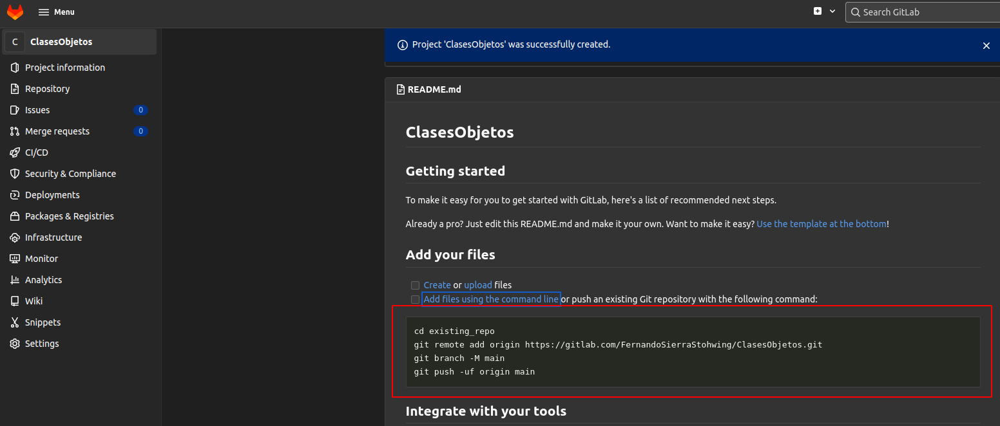 Menu
Search GitLab
C ClasesObjetos
Project information
Repository
Issues 0
Merge requests 0
CI/CD
Security & Compliance
Deployments
Packages & Registries
Infrastructure
Monitor
Analytics
Wiki
Snippets
Settings
Project 'ClasesObjetos' was successfully created.
README.md
ClasesObjetos
Getting started
To make it easy for you to get started with GitLab, here's a list of recommended next steps.
Already a pro? Just edit this README.md and make it your own. Want to make it easy? Use the template at the bottom!
Add your files
Create or upload files
Add files using the command line or push an existing Git repository with the following command:
cd existing_repo
git remote add origin https://gitlab.com/FernandoSierraStohwing/ClasesObjetos.git
git branch -M main
git push -uf origin main
Integrate with your tools